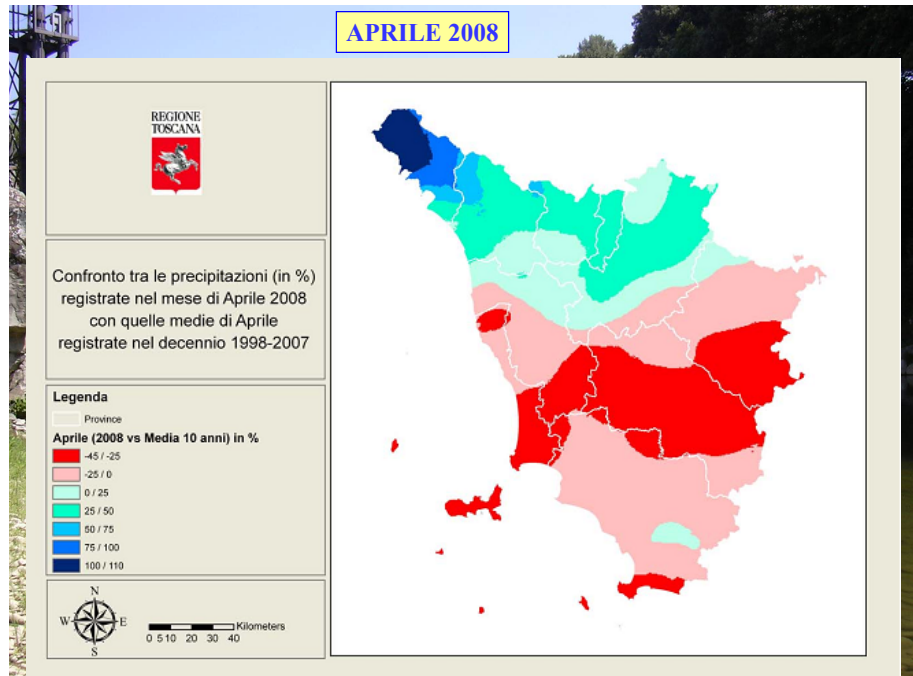 APRILE 2008
REGIONE
TOSCANA
Confronto tra le precipitazioni (in %)
registrate nel mese di Aprile 2008
con quelle medie di Aprile
registrate nel decennio 1998-2007
Legenda
Province
Aprile (2008 vs Media 10 anni) in %
-45 / -25
-25 / 0
0 / 25
25 / 50
50 / 75
75 / 100
100 / 110
N
W E
S
Kilometers
0 5 10 20 30 40